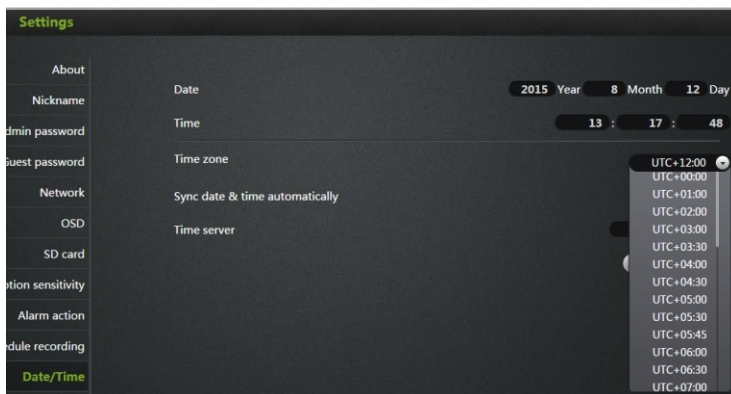 Settings
About
Nickname
dmin password
Guest password
Network
OSD
SD card
otion sensitivity
Alarm action
edule recording
Date/Time
Date
2015 Year 8 Month 12 Day
Time
13 : 17 : 48
Time zone
UTC+12:00
Sync date & time automatically
Time server
UTC+00:00
UTC+01:00
UTC+02:00
UTC+03:00
UTC+03:30
UTC+04:00
UTC+04:30
UTC+05:00
UTC+05:30
UTC+05:45
UTC+06:00
UTC+06:30
UTC+07:00